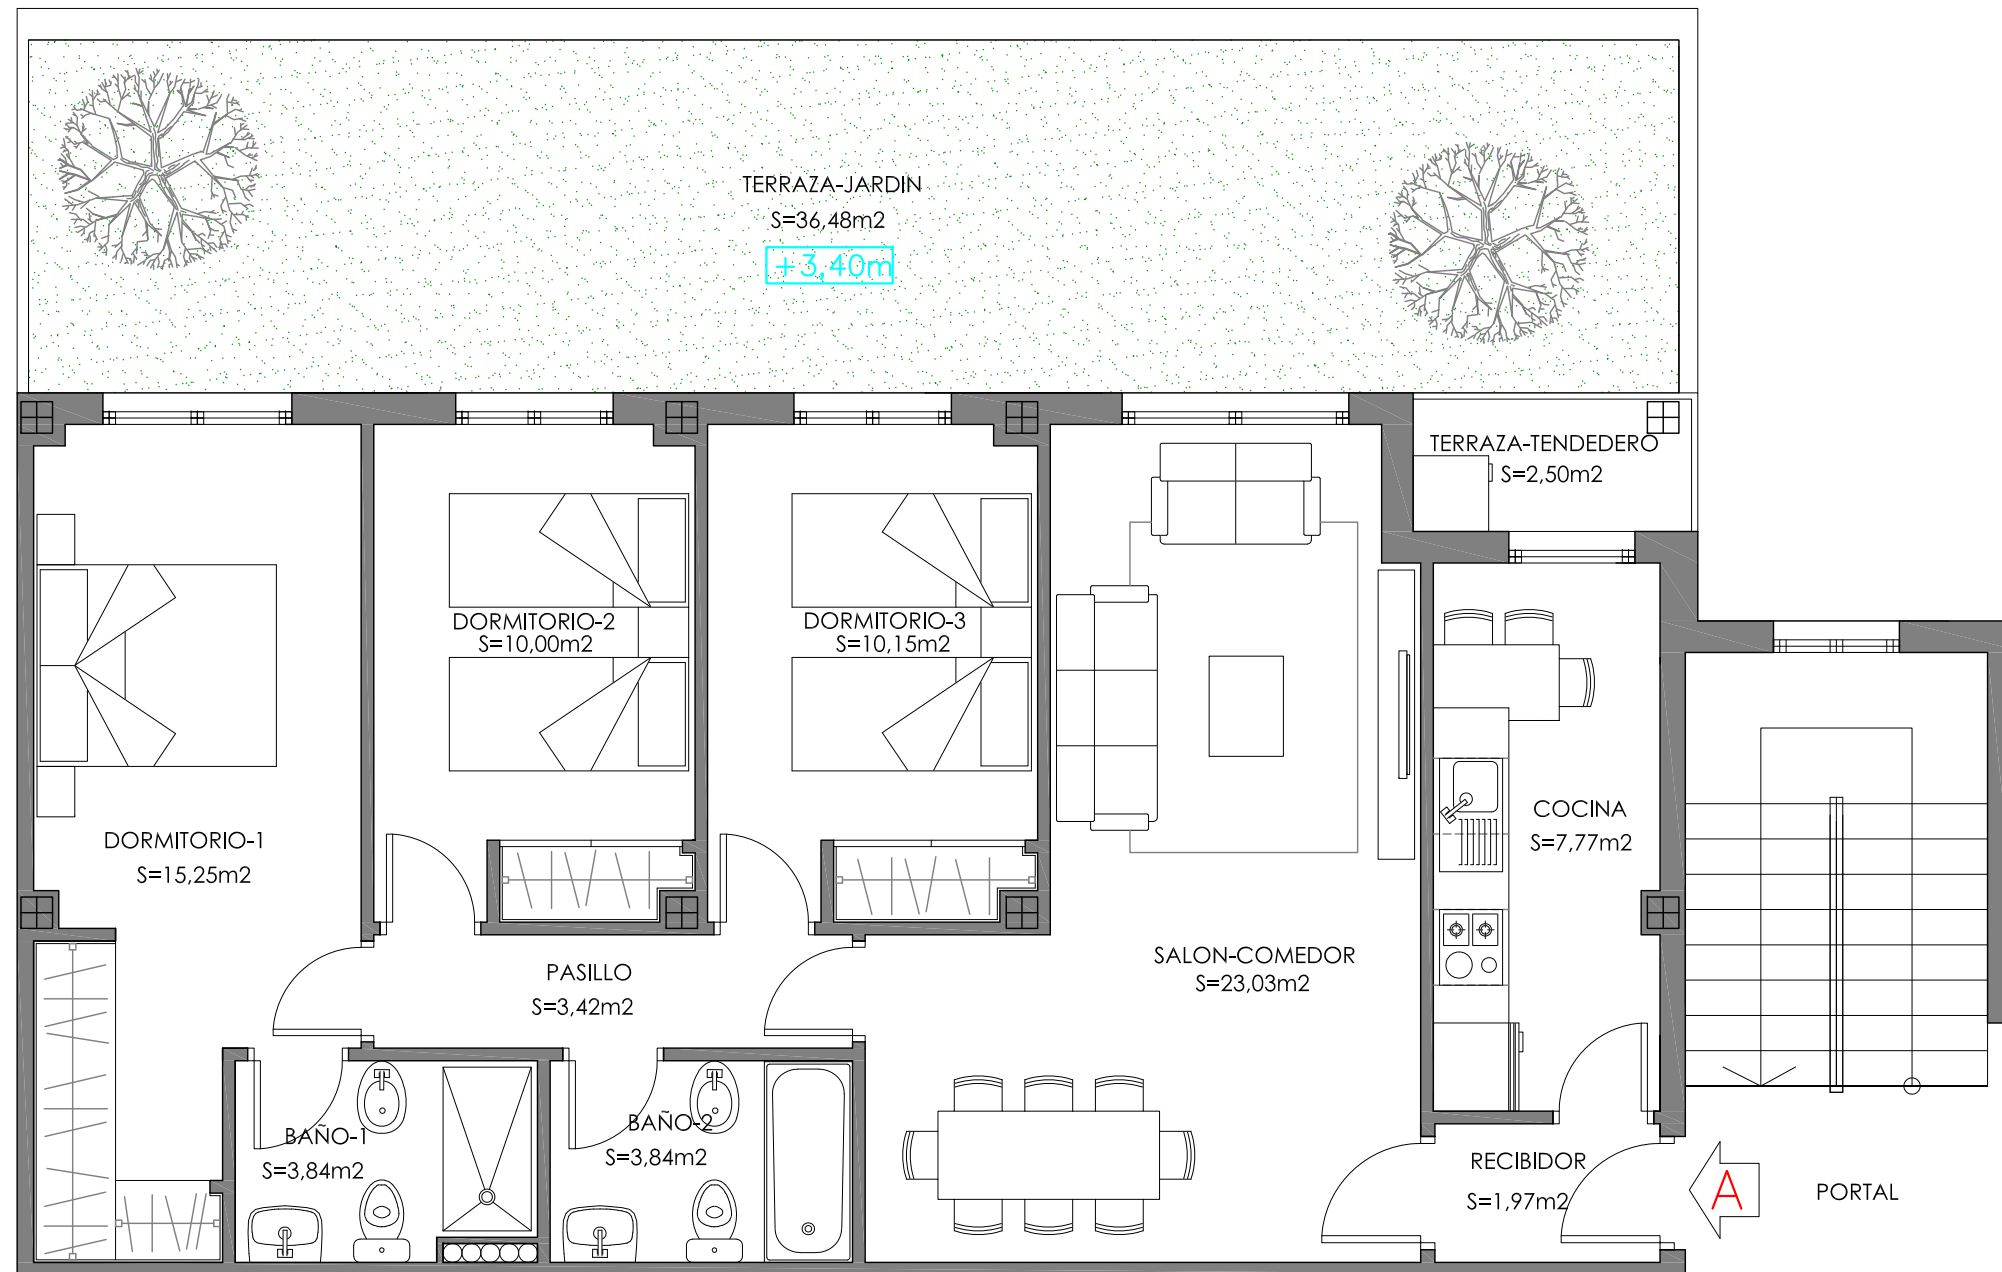 TERRAZA-JARDIN
S=36,48m2
+3,40m
TERRAZA-TENDEDERO
S=2,50m2
DORMITORIO-2
S=10,00m2
DORMITORIO-3
S=10,15m2
COCINA
S=7,77m2
DORMITORIO-1
S=15,25m2
SALON-COMEDOR
S=23,03m2
PASILLO
S=3,42m2
BAÑO-1
S=3,84m2
BAÑO-2
S=3,84m2
RECIBIDOR
S=1,97m2
A
PORTAL